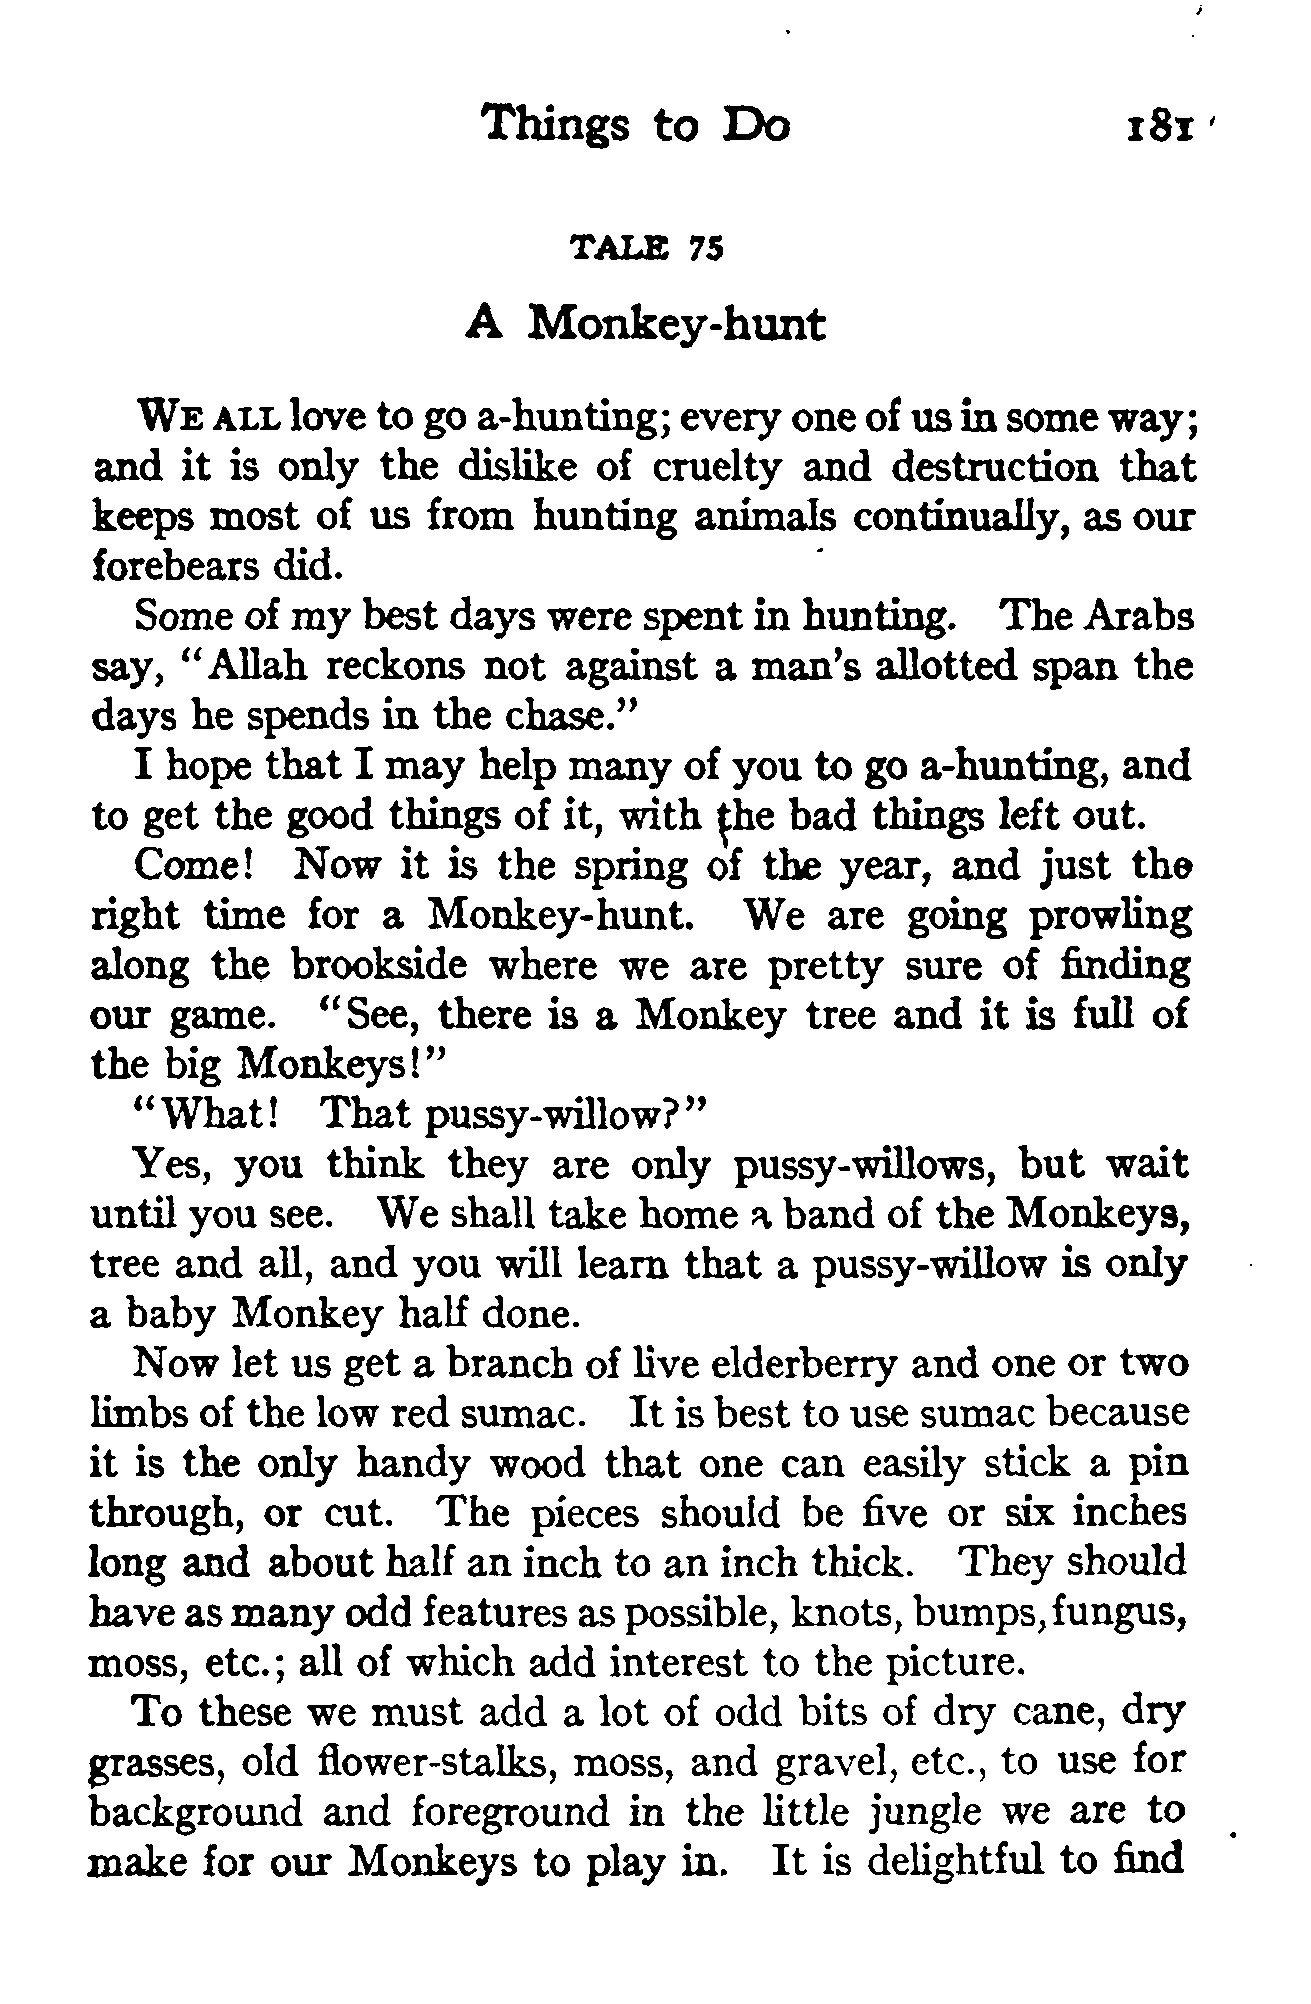 Things to Do 181
TALE 75
A Monkey-hunt
WE ALL love to go a-hunting; every one of us in some way;
and it is only the dislike of cruelty and destruction that
keeps most of us from hunting animals continually, as our
forebears did.
Some of my best days were spent in hunting. The Arabs
say, "Allah reckons not against a man's allotted span the
days he spends in the chase."
I hope that I may help many of you to go a-hunting, and
to get the good things of it, with the bad things left out.
Come! Now it is the spring of the year, and just the
right time for a Monkey-hunt. We are going prowling
along the brookside where we are pretty sure of finding
our game. "See, there is a Monkey tree and it is full of
the big Monkeys!"
"What! That pussy-willow?"
Yes, you think they are only pussy-willows, but wait
until you see. We shall take home a band of the Monkeys,
tree and all, and you will learn that a pussy-willow is only
a baby Monkey half done.
Now let us get a branch of live elderberry and one or two
limbs of the low red sumac. It is best to use sumac because
it is the only handy wood that one can easily stick a pin
through, or cut. The pieces should be five or six inches
long and about half an inch to an inch thick. They should
have as many odd features as possible, knots, bumps, fungus,
moss, etc.; all of which add interest to the picture.
To these we must add a lot of odd bits of dry cane, dry
grasses, old flower-stalks, moss, and gravel, etc., to use for
background and foreground in the little jungle we are to
make for our Monkeys to play in. It is delightful to find